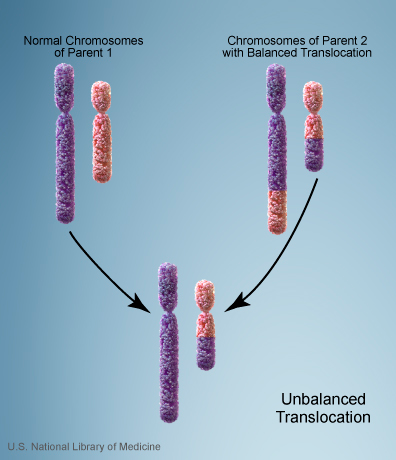 Normal Chromosomes
of Parent 1
Chromosomes of Parent 2
with Balanced Translocation
Unbalanced
Translocation
U.S. National Library of Medicine